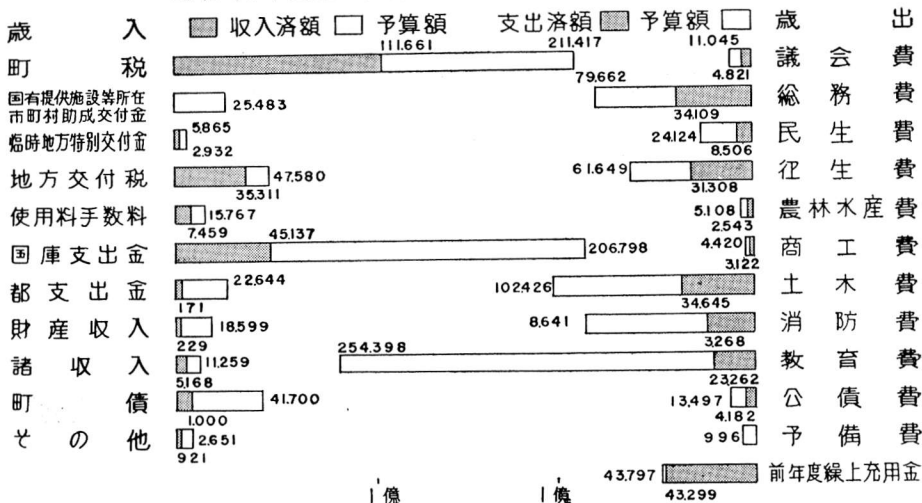 歳入 収入済額 予算額 支出済額 予算額 歳出
町税 111.661 211.417
11.045 4.821 議会費
国有提供施設等所在市町村助成交付金 25.483
79.662 34.109 総務費
臨時地方特別交付金 5.865 2.932
24.124 8.506 民生費
地方交付税 47.580 35.311
61.649 31.308 衛生費
使用料手数料 15.767 7.459
5.108 2.543 農林水産費
国庫支出金 45.137 206.798
4.420 3.122 商工費
都支出金 22.644 171
102.426 34.645 土木費
財産収入 18.599 229
8.641 3.268 消防費
諸収入 11.259 5.168
254.398 23.262 教育費
町債 41.700 1.000
13.497 4.182 公債費
その他 2.651 921
996 予備費
43.797 43.299 前年度繰上充用金
1億 1億